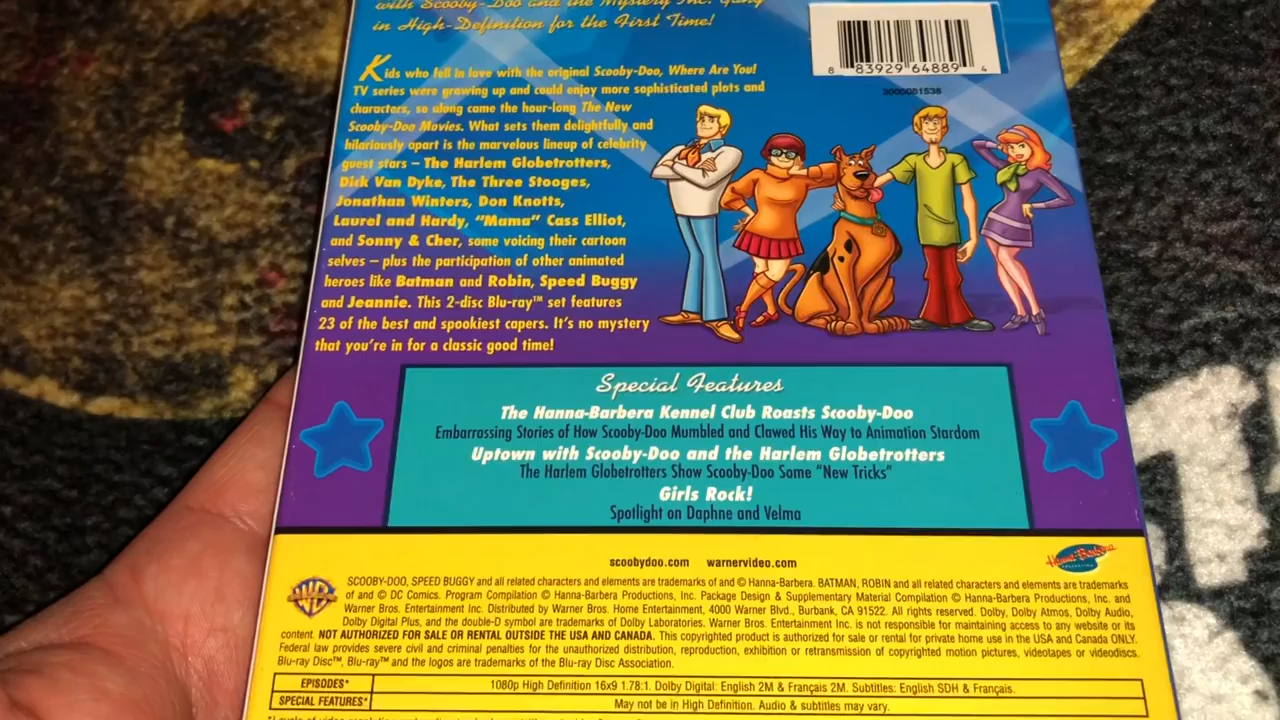 with Scooby-Doo and the Mystery Inc. Gang
in High-Definition for the First Time!
8 83929 64889 4
3000081538
Kids who fell in love with the original Scooby-Doo, Where Are You!
TV series were growing up and could enjoy more sophisticated plots and
characters, so along came the hour-long The New
Scooby-Doo Movies. What sets them delightfully and
hilariously apart is the marvelous lineup of celebrity
guest stars – The Harlem Globetrotters,
Dick Van Dyke, The Three Stooges,
Jonathan Winters, Don Knotts,
Laurel and Hardy, "Mama" Cass Elliot,
and Sonny & Cher, some voicing their cartoon
selves – plus the participation of other animated
heroes like Batman and Robin, Speed Buggy
and Jeannie. This 2-disc Blu-ray™ set features
23 of the best and spookiest capers. It's no mystery
that you're in for a classic good time!
Special Features
The Hanna-Barbera Kennel Club Roasts Scooby-Doo
Embarrassing Stories of How Scooby-Doo Mumbled and Clawed His Way to Animation Stardom
Uptown with Scooby-Doo and the Harlem Globetrotters
The Harlem Globetrotters Show Scooby-Doo Some "New Tricks"
Girls Rock!
Spotlight on Daphne and Velma
scoobydoo.com warnervideo.com
Hanna-Barbera
WB
SCOOBY-DOO, SPEED BUGGY and all related characters and elements are trademarks of and © Hanna-Barbera. BATMAN, ROBIN and all related characters and elements are trademarks
of and © DC Comics. Program Compilation © Hanna-Barbera Productions, Inc. Package Design & Supplementary Material Compilation © Hanna-Barbera Productions, Inc. and
Warner Bros. Entertainment Inc. Distributed by Warner Bros. Home Entertainment, 4000 Warner Blvd., Burbank, CA 91522. All rights reserved. Dolby, Dolby Atmos, Dolby Audio,
Dolby Digital Plus, and the double-D symbol are trademarks of Dolby Laboratories. Warner Bros. Entertainment Inc. is not responsible for maintaining access to any website or its
content. NOT AUTHORIZED FOR SALE OR RENTAL OUTSIDE THE USA AND CANADA. This copyrighted product is authorized for sale or rental for private home use in the USA and Canada ONLY.
Federal law provides severe civil and criminal penalties for the unauthorized distribution, reproduction, exhibition or retransmission of copyrighted motion pictures, videotapes or videodiscs.
Blu-ray Disc™, Blu-ray™ and the logos are trademarks of the Blu-ray Disc Association.
EPISODES* 1080p High Definition 16x9 1.78:1. Dolby Digital: English 2M & Français 2M. Subtitles: English SDH & Français.
SPECIAL FEATURES* May not be in High Definition. Audio & subtitles may vary.